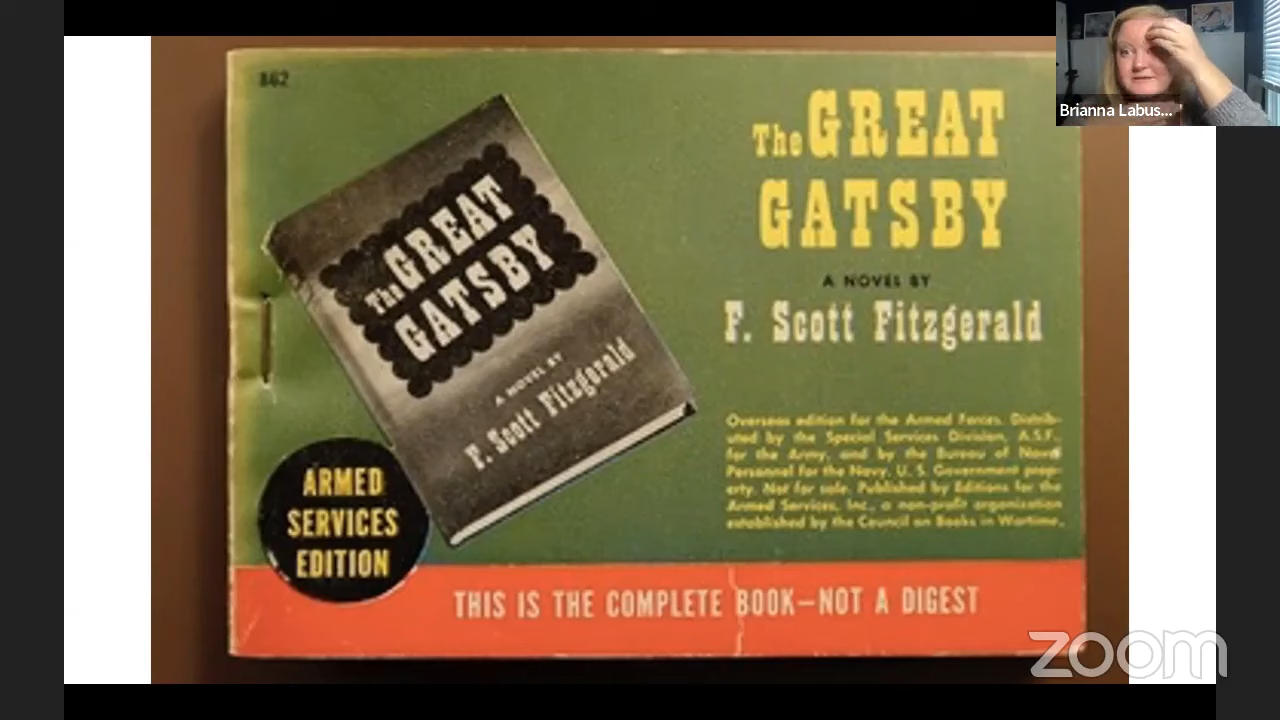 862
The GREAT
GATSBY
A NOVEL BY
F. Scott Fitzgerald
The GREAT
GATSBY
A NOVEL BY
F. Scott Fitzgerald
Overseas edition for the Armed Forces. Distrib-
uted by the Special Services Division, A.S.F.,
for the Army, and by the Bureau of Naval
Personnel for the Navy. U. S. Government prop-
erty. Not for sale. Published by Editions for the
Armed Services, Inc., a non-profit organization
established by the Council on Books in Wartime.
ARMED
SERVICES
EDITION
THIS IS THE COMPLETE BOOK—NOT A DIGEST
Brianna Labus...
zoom